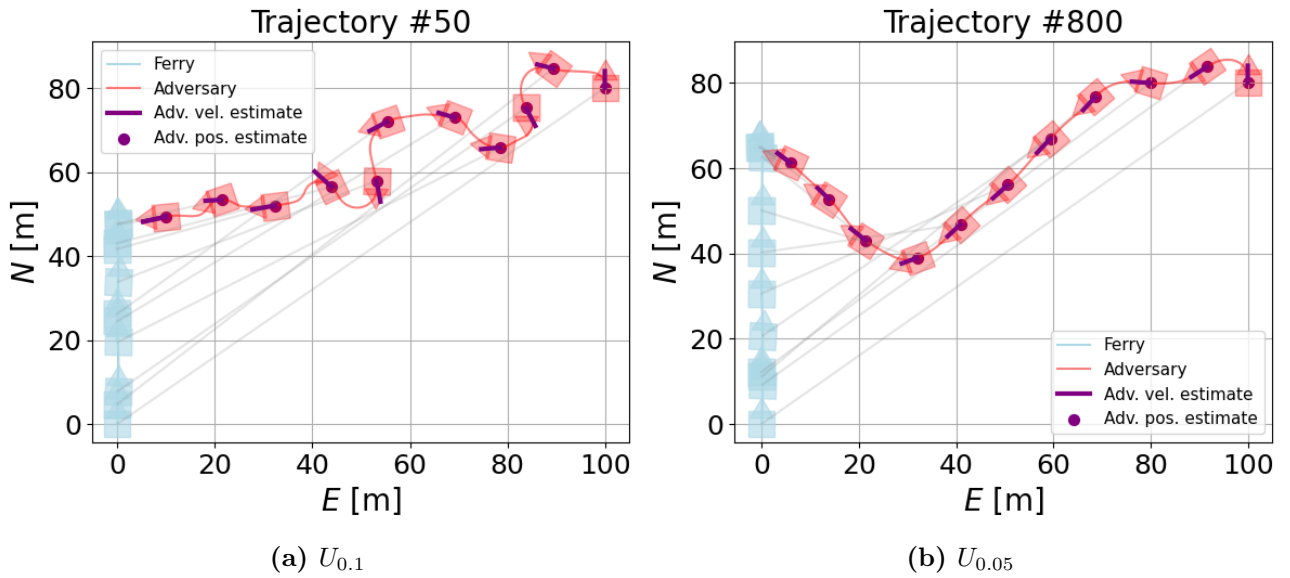 Trajectory #50
Ferry
Adversary
Adv. vel. estimate
Adv. pos. estimate
80
60
40
20
0
N [m]
0 20 40 60 80 100
E [m]
(a) U0.1
Trajectory #800
80
60
40
20
0
N [m]
Ferry
Adversary
Adv. vel. estimate
Adv. pos. estimate
0 20 40 60 80 100
E [m]
(b) U0.05